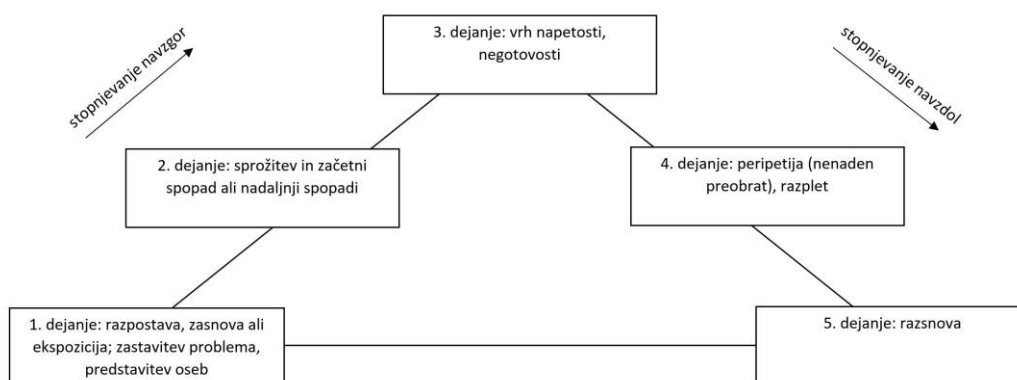 3. dejanje: vrh napetosti,
negotovosti
stopnjevanje navzgor
stopnjevanje navzdol
2. dejanje: sprožitev in začetni
spopad ali nadaljnji spopadi
4. dejanje: peripetija (nenaden
preobrat), razplet
1. dejanje: razpostava, zasnova ali
ekspozicija; zastavitev problema,
predstavitev oseb
5. dejanje: razsnova